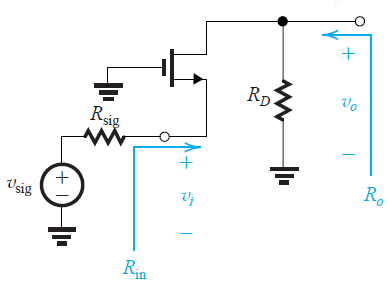 +
R_D
v_o
R_sig
−
v_sig
+
−
+
v_i
−
R_o
R_in